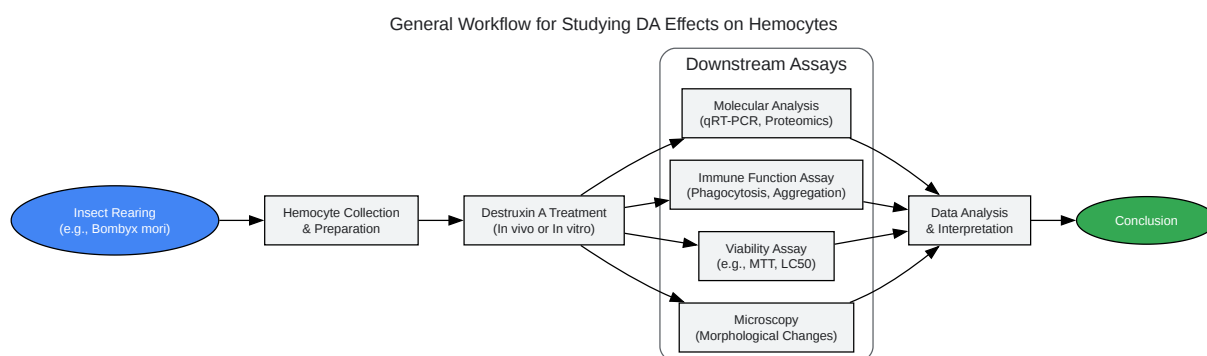 General Workflow for Studying DA Effects on Hemocytes
Downstream Assays
Molecular Analysis
(qRT-PCR, Proteomics)
Insect Rearing
(e.g., Bombyx mori)
Hemocyte Collection
& Preparation
Destruxin A Treatment
(In vivo or In vitro)
Immune Function Assay
(Phagocytosis, Aggregation)
Viability Assay
(e.g., MTT, LC50)
Microscopy
(Morphological Changes)
Data Analysis
& Interpretation
Conclusion